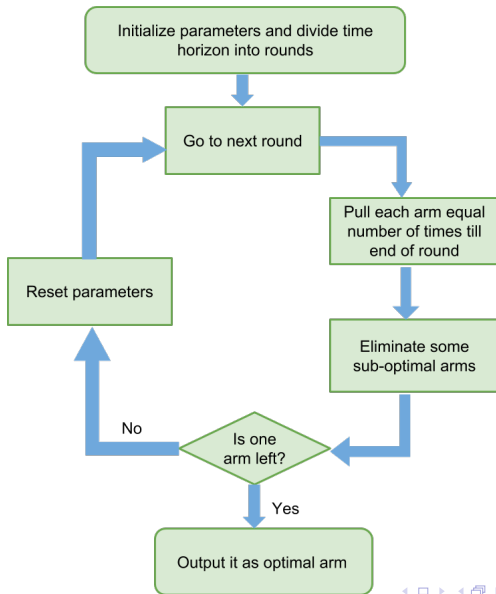 Initialize parameters and divide time
horizon into rounds
Go to next round
Pull each arm equal
number of times till
end of round
Reset parameters
Eliminate some
sub-optimal arms
No
Is one
arm left?
Yes
Output it as optimal arm